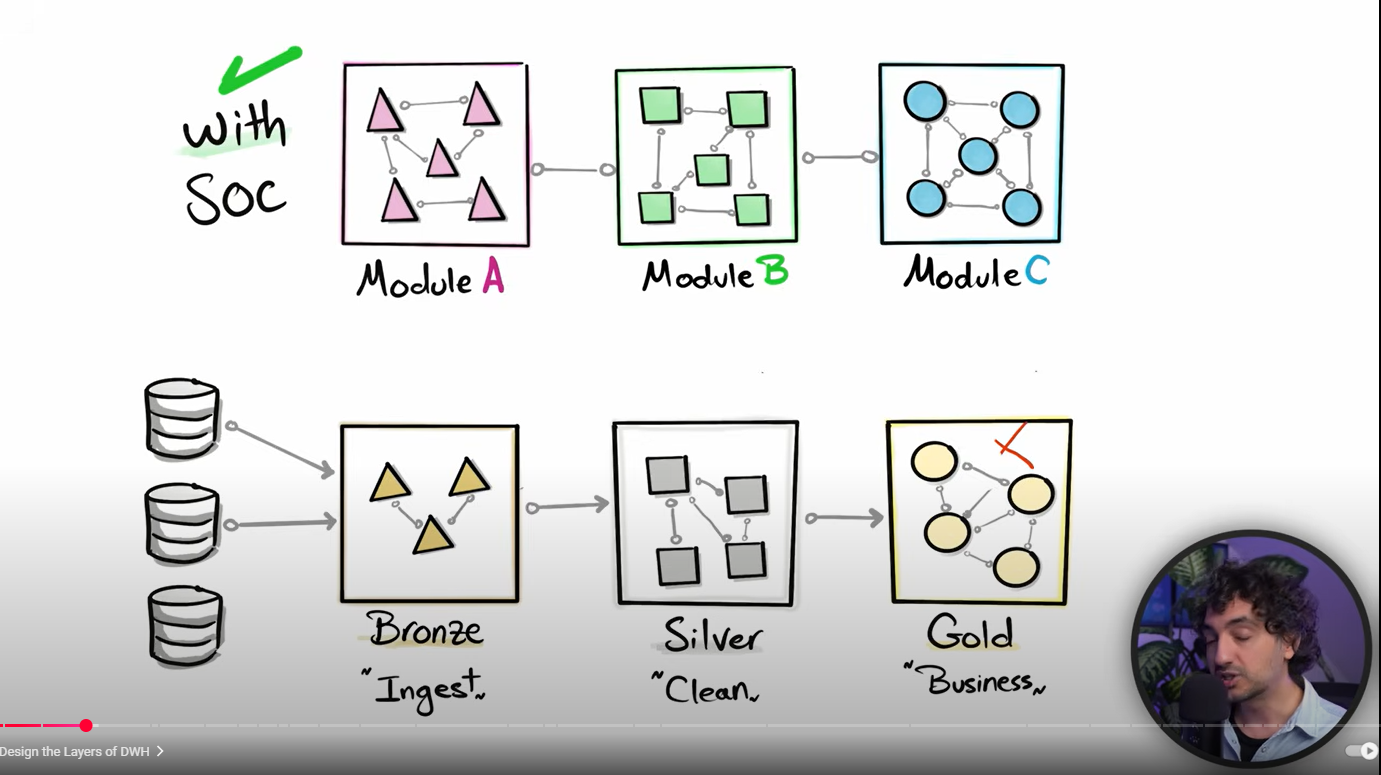 with
SOC
Module A
Module B
Module C
Bronze
"Ingest"
Silver
"Clean"
Gold
"Business"
Design the Layers of DWH